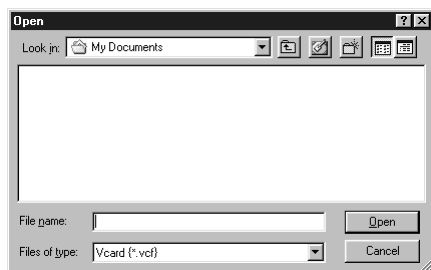 Open
Look in: My Documents
File name: Open
Files of type: Vcard {*.vcf} Cancel